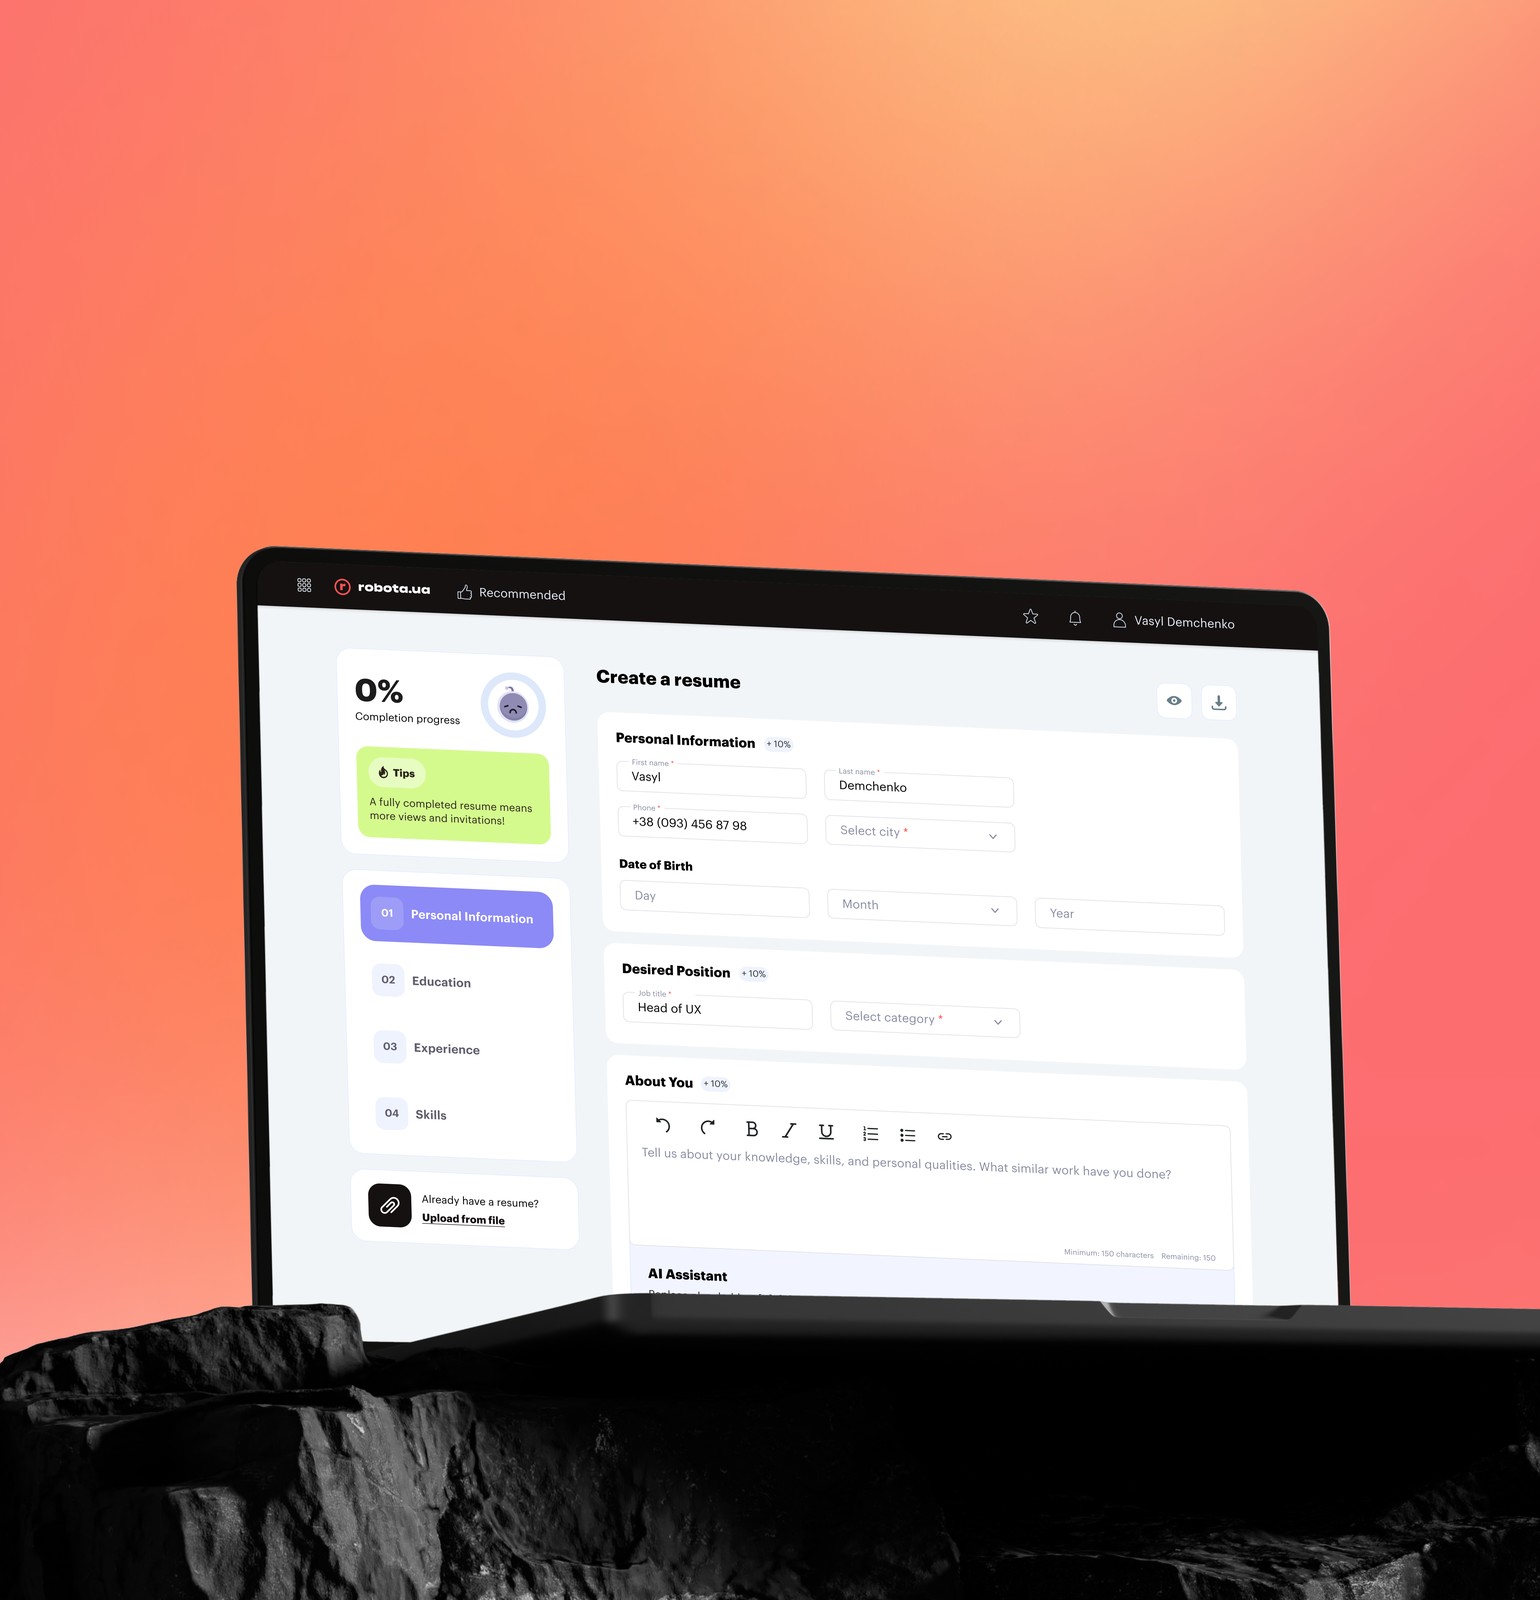 robota.ua
Recommended
Vasyl Demchenko
0%
Completion progress
Tips
A fully completed resume means
more views and invitations!
01 Personal Information
02 Education
03 Experience
04 Skills
Already have a resume?
Upload from file
Create a resume
Personal Information +10%
First name *
Vasyl
Last name *
Demchenko
Phone *
+38 (093) 456 87 98
Select city *
Date of Birth
Day
Month
Year
Desired Position +10%
Job title *
Head of UX
Select category *
About You +10%
Tell us about your knowledge, skills, and personal qualities. What similar work have you done?
Minimum: 150 characters Remaining: 150
AI Assistant